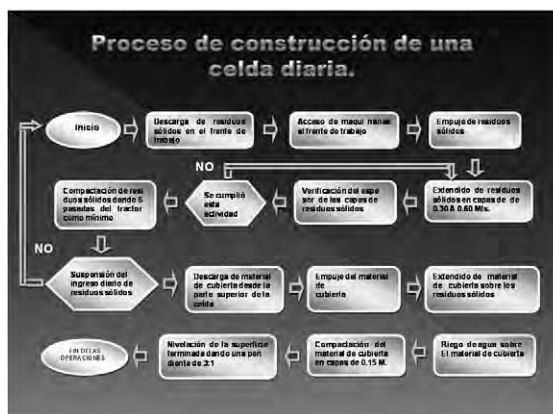 Proceso de construcción de una
celda diaria.
Inicio
Descarga de residuos
sólidos en el frente de
trabajo
Acceso de maquinarias
al frente de trabajo
Empuje de residuos
sólidos
NO
Compactación de resi
duos sólidos dando 5
pasadas del tractor
como mínimo
Se cumplió
esta
actividad
Verificación del espe
sor de las capas de
residuos sólidos
Extendido de residuos
sólidos en capas de de
0.30 A 0.60 Mts.
NO
Suspensión del
ingreso diario de
residuos sólidos
Descarga de material
de cubierta desde la
parte superior de la
celda
Empuje del material
de cubierta
Extendido de material
de cubierta sobre los
residuos sólidos
FIN DE LAS
OPERACIONES
Nivelación de la superficie
terminada dando una pen
diente de 3:1
Compactación del
material de cubierta
en capas de 0.15 M.
Riego de agua sobre
El material de cubierta